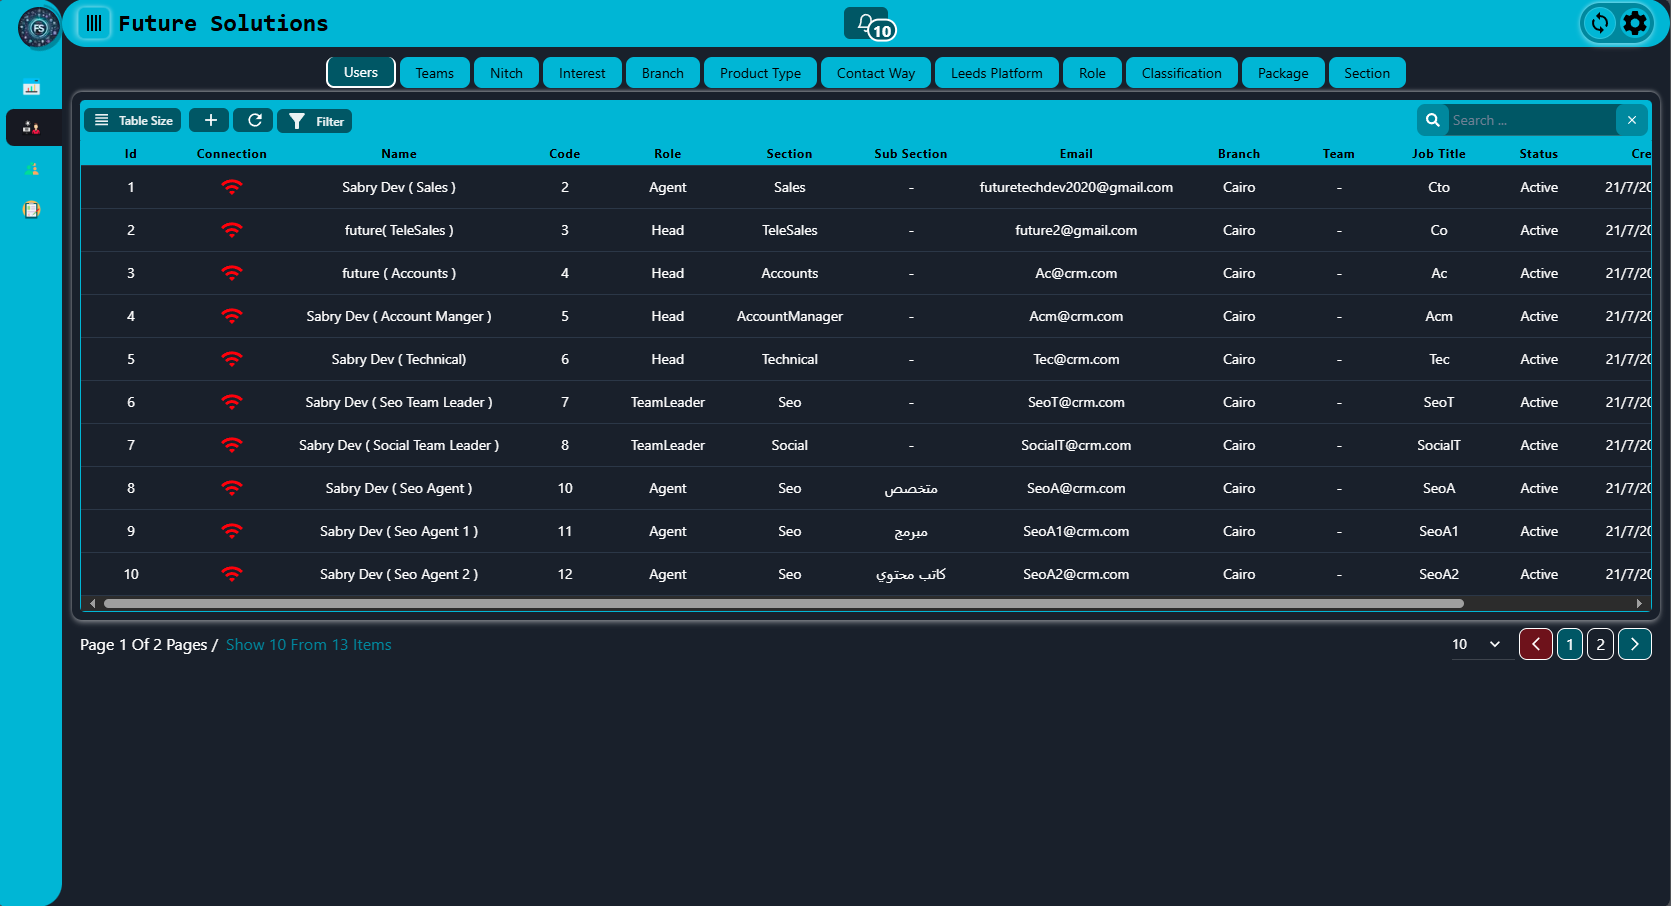 FS
Future Solutions
10
Users Teams Nitch Interest Branch Product Type Contact Way Leeds Platform Role Classification Package Section
Table Size Filter Search ...
Id Connection Name Code Role Section Sub Section Email Branch Team Job Title Status Cre
1 Sabry Dev ( Sales ) 2 Agent Sales - futuretechdev2020@gmail.com Cairo - Cto Active 21/7/20
2 future( TeleSales ) 3 Head TeleSales - future2@gmail.com Cairo - Co Active 21/7/20
3 future ( Accounts ) 4 Head Accounts - Ac@crm.com Cairo - Ac Active 21/7/20
4 Sabry Dev ( Account Manger ) 5 Head AccountManager - Acm@crm.com Cairo - Acm Active 21/7/20
5 Sabry Dev ( Technical) 6 Head Technical - Tec@crm.com Cairo - Tec Active 21/7/20
6 Sabry Dev ( Seo Team Leader ) 7 TeamLeader Seo - SeoT@crm.com Cairo - SeoT Active 21/7/20
7 Sabry Dev ( Social Team Leader ) 8 TeamLeader Social - SocialT@crm.com Cairo - SocialT Active 21/7/20
8 Sabry Dev ( Seo Agent ) 10 Agent Seo متخصص SeoA@crm.com Cairo - SeoA Active 21/7/20
9 Sabry Dev ( Seo Agent 1 ) 11 Agent Seo مبرمج SeoA1@crm.com Cairo - SeoA1 Active 21/7/20
10 Sabry Dev ( Seo Agent 2 ) 12 Agent Seo كاتب محتوي SeoA2@crm.com Cairo - SeoA2 Active 21/7/20
Page 1 Of 2 Pages / Show 10 From 13 Items 10 1 2